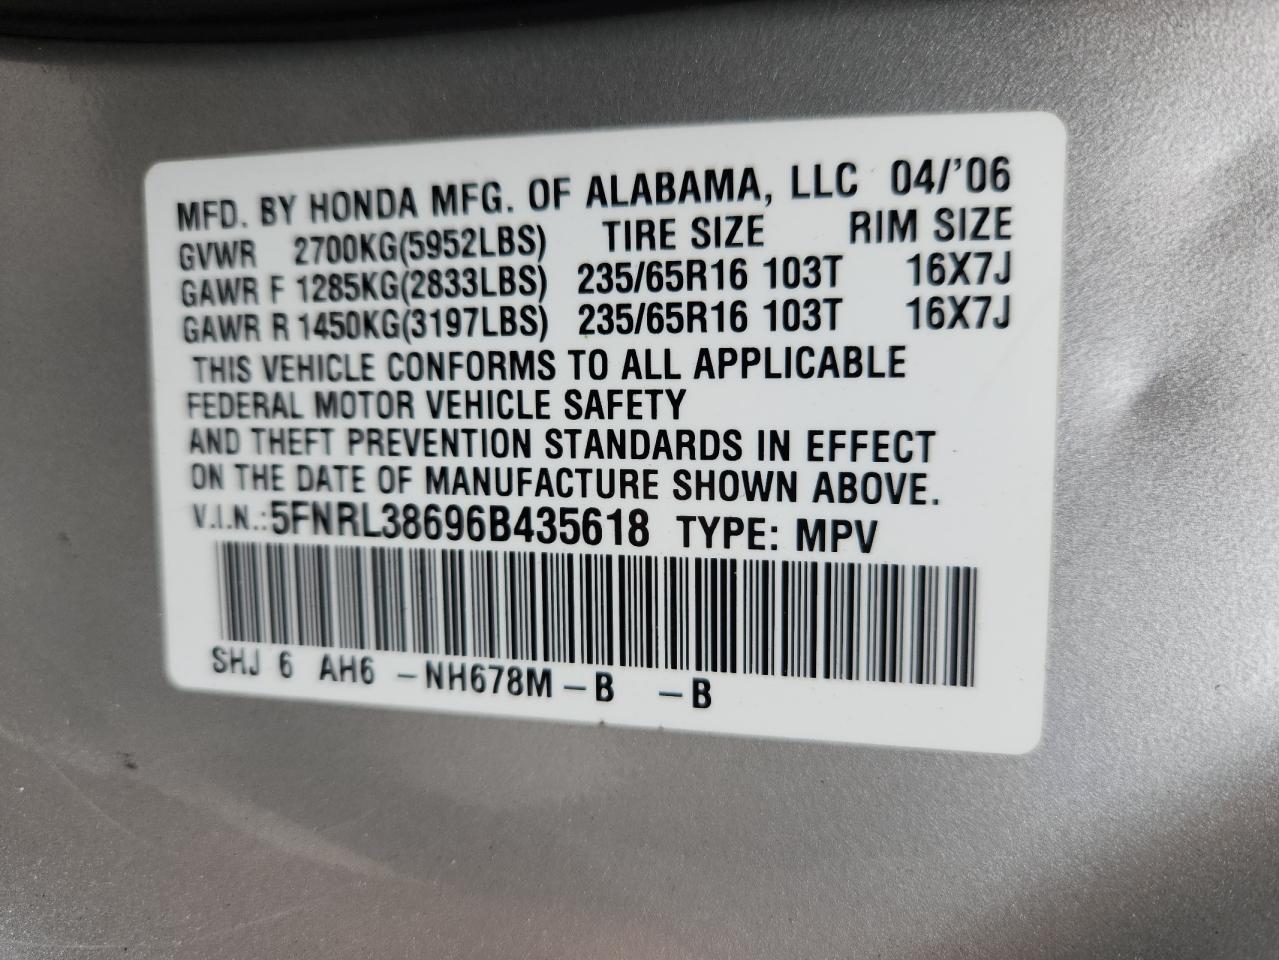 MFD. BY HONDA MFG. OF ALABAMA, LLC 04/'06
GVWR 2700KG(5952LBS) TIRE SIZE RIM SIZE
GAWR F 1285KG(2833LBS) 235/65R16 103T 16X7J
GAWR R 1450KG(3197LBS) 235/65R16 103T 16X7J
THIS VEHICLE CONFORMS TO ALL APPLICABLE
FEDERAL MOTOR VEHICLE SAFETY
AND THEFT PREVENTION STANDARDS IN EFFECT
ON THE DATE OF MANUFACTURE SHOWN ABOVE.
V.I.N.:5FNRL38696B435618 TYPE: MPV
SHJ 6 AH6 -NH678M-B -B